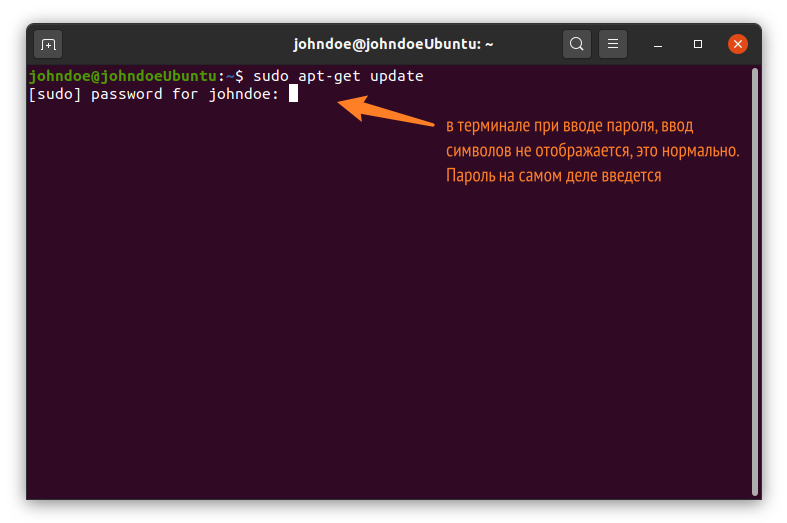 johndoe@johndoeUbuntu: ~
johndoe@johndoeUbuntu:~$ sudo apt-get update
[sudo] password for johndoe:
в терминале при вводе пароля, ввод
символов не отображается, это нормально.
Пароль на самом деле введется